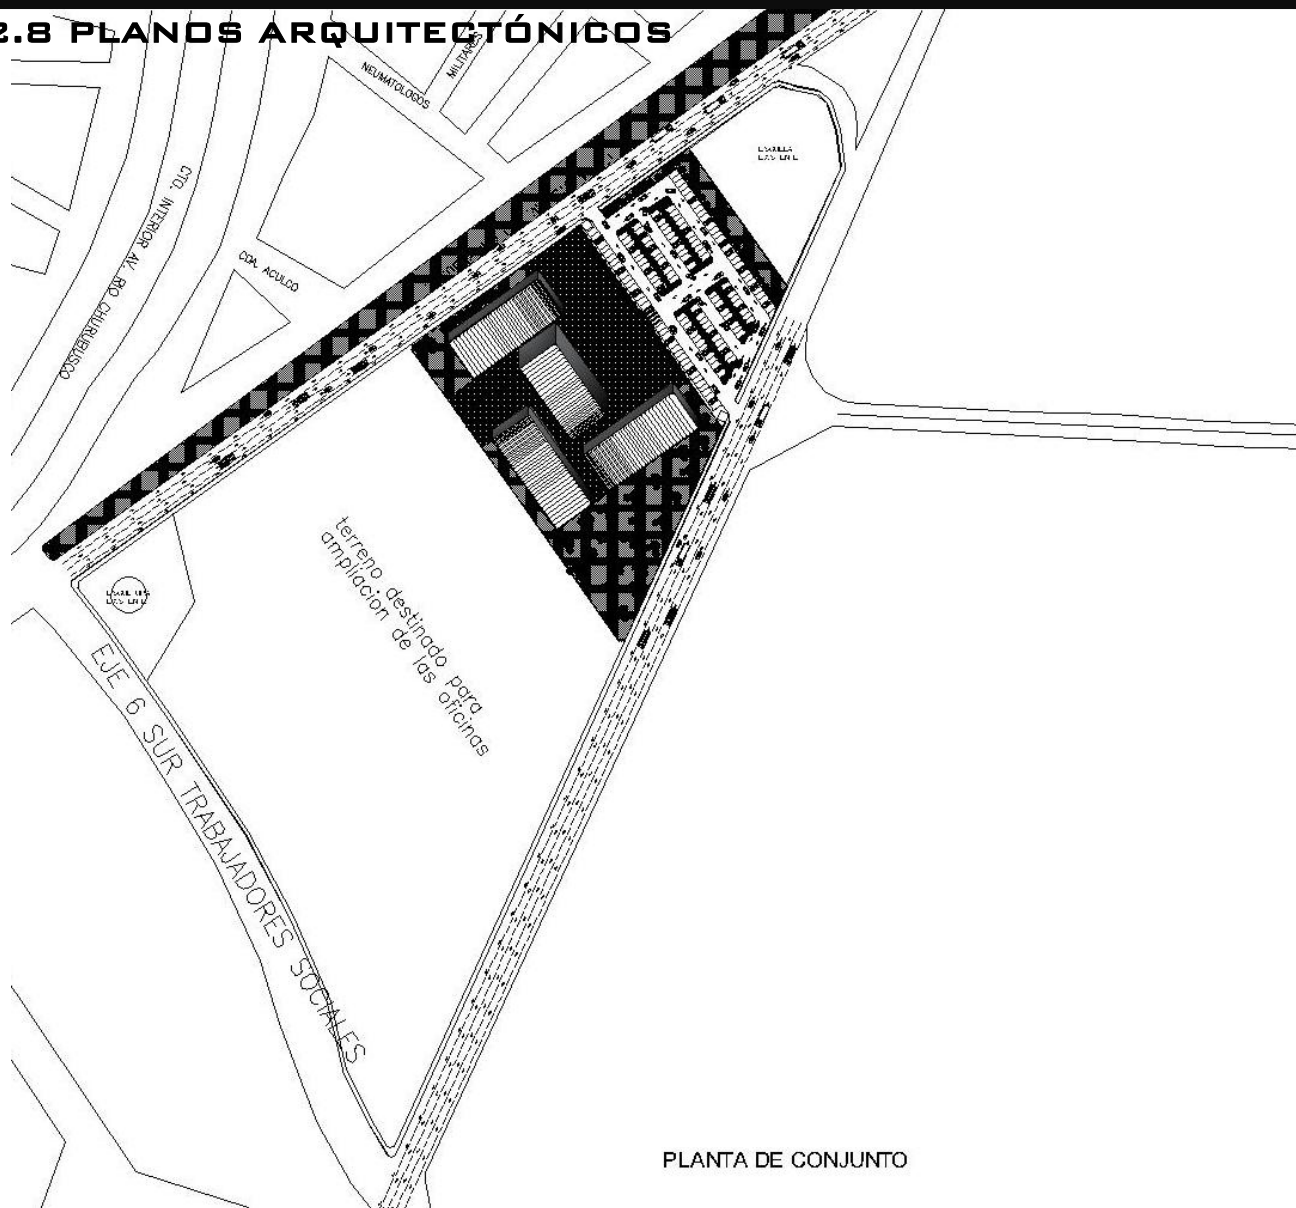 2.8 PLANOS ARQUITECTÓNICOS
NEUMATOLOGOS
MILITARES
CTO. INTERIOR AV. RIO CHURUBUSCO
CDA. ACULCO
terreno destinado para
ampliacion de las oficinas
EJE 6 SUR TRABAJADORES SOCIALES
PLANTA DE CONJUNTO